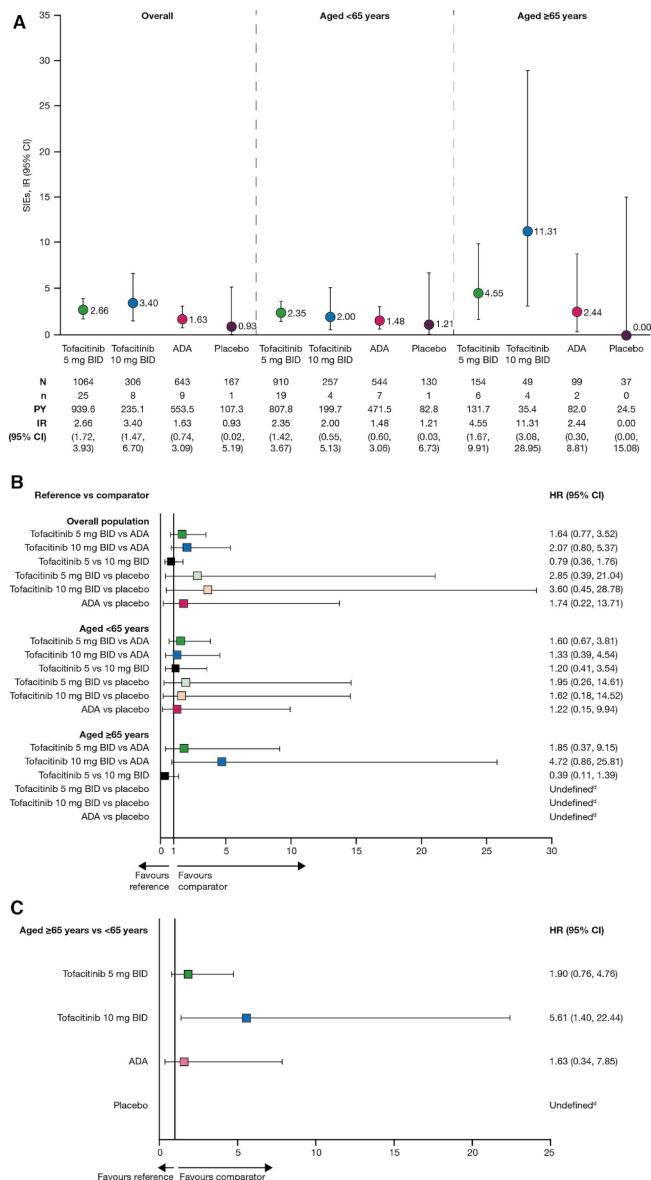 A
Overall
Aged <65 years
Aged ≥65 years
SIEs, IR (95% CI)
35
30
25
20
15
10
5
0
2.66
3.40
1.63
0.93
2.35
2.00
1.48
1.21
4.55
11.31
2.44
0.00
Tofacitinib 5 mg BID
Tofacitinib 10 mg BID
ADA
Placebo
Tofacitinib 5 mg BID
Tofacitinib 10 mg BID
ADA
Placebo
Tofacitinib 5 mg BID
Tofacitinib 10 mg BID
ADA
Placebo
N 1064 306 643 167 910 257 544 130 154 49 99 37
n 25 8 9 1 19 4 7 1 6 4 2 0
PY 939.6 235.1 553.5 107.3 807.8 199.7 471.5 82.8 131.7 35.4 82.0 24.5
IR 2.66 3.40 1.63 0.93 2.35 2.00 1.48 1.21 4.55 11.31 2.44 0.00
(95% CI) (1.72, (1.47, (0.74, (0.02, (1.42, (0.55, (0.60, (0.03, (1.67, (3.08, (0.30, (0.00,
3.93) 6.70) 3.09) 5.19) 3.67) 5.13) 3.06) 6.73) 9.91) 28.95) 8.81) 15.08)
B
Reference vs comparator HR (95% CI)
Overall population
Tofacitinib 5 mg BID vs ADA 1.64 (0.77, 3.52)
Tofacitinib 10 mg BID vs ADA 2.07 (0.80, 5.37)
Tofacitinib 5 vs 10 mg BID 0.79 (0.36, 1.76)
Tofacitinib 5 mg BID vs placebo 2.85 (0.39, 21.04)
Tofacitinib 10 mg BID vs placebo 3.60 (0.45, 28.78)
ADA vs placebo 1.74 (0.22, 13.71)
Aged <65 years
Tofacitinib 5 mg BID vs ADA 1.60 (0.67, 3.81)
Tofacitinib 10 mg BID vs ADA 1.33 (0.39, 4.54)
Tofacitinib 5 vs 10 mg BID 1.20 (0.41, 3.54)
Tofacitinib 5 mg BID vs placebo 1.95 (0.26, 14.61)
Tofacitinib 10 mg BID vs placebo 1.62 (0.18, 14.52)
ADA vs placebo 1.22 (0.15, 9.94)
Aged ≥65 years
Tofacitinib 5 mg BID vs ADA 1.85 (0.37, 9.15)
Tofacitinib 10 mg BID vs ADA 4.72 (0.86, 25.81)
Tofacitinib 5 vs 10 mg BID 0.39 (0.11, 1.39)
Tofacitinib 5 mg BID vs placebo Undefinedᵈ
Tofacitinib 10 mg BID vs placebo Undefinedᵈ
ADA vs placebo Undefinedᵈ
0 1 5 10 15 20 25 30
Favours reference
Favours comparator
C
Aged ≥65 years vs <65 years HR (95% CI)
Tofacitinib 5 mg BID 1.90 (0.76, 4.76)
Tofacitinib 10 mg BID 5.61 (1.40, 22.44)
ADA 1.63 (0.34, 7.85)
Placebo Undefinedᵈ
0 5 10 15 20 25
Favours reference Favours comparator